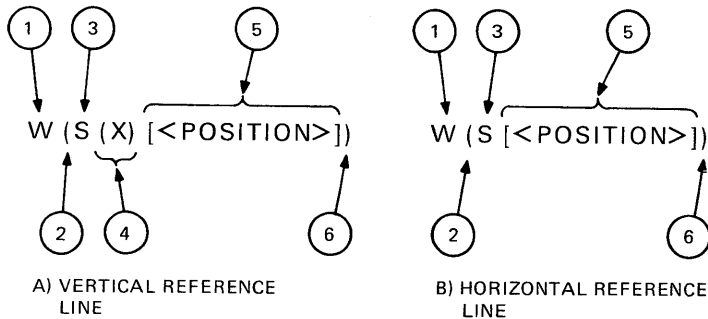 1 3 5
W (S (X) [<POSITION>])
2 4 6
A) VERTICAL REFERENCE
LINE
1 3 5
W (S [<POSITION>])
2 6
B) HORIZONTAL REFERENCE
LINE